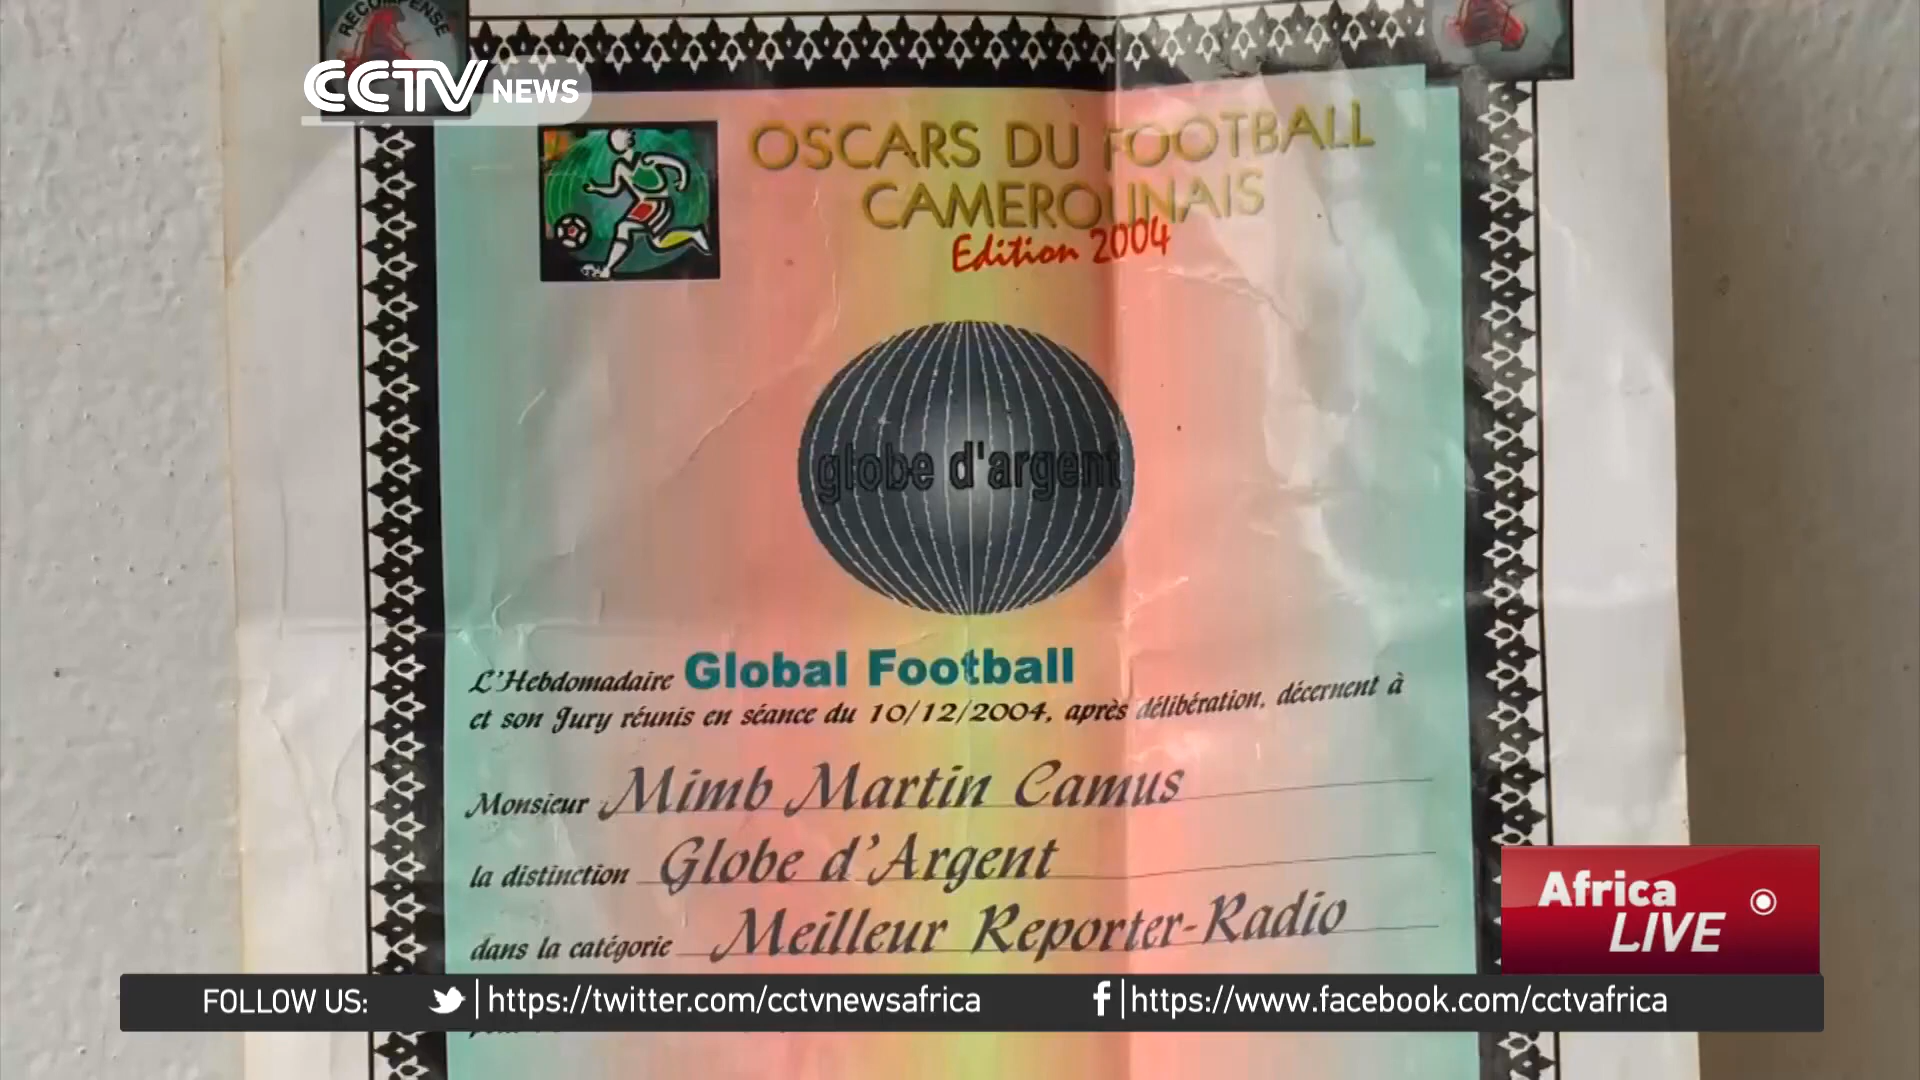 RECOMPENSE
CCTV NEWS
OSCARS DU FOOTBALL
CAMEROUNAIS
Edition 2004
globe d'argent
L'Hebdomadaire Global Football
et son Jury réunis en séance du 10/12/2004, après délibération, décernent à
Monsieur Mimb Martin Camus
la distinction Globe d'Argent
dans la catégorie Meilleur Reporter-Radio
Africa
LIVE
FOLLOW US: https://twitter.com/cctvnewsafrica https://www.facebook.com/cctvafrica